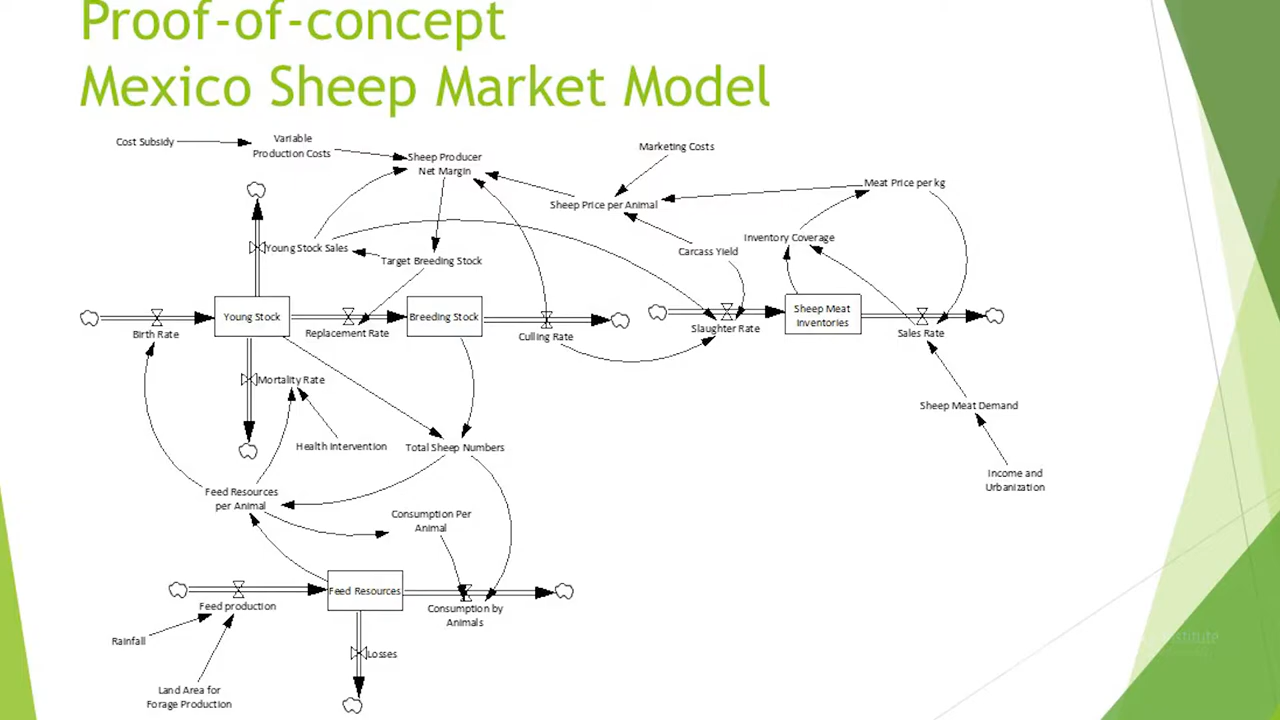 Proof-of-concept
Mexico Sheep Market Model
Cost Subsidy
Variable
Production Costs
Sheep Producer
Net Margin
Marketing Costs
Meat Price per kg
Sheep Price per Animal
Young Stock Sales
Target Breeding Stock
Carcass Yield
Inventory Coverage
Young Stock
Breeding Stock
Sheep Meat
Inventories
Birth Rate
Replacement Rate
Culling Rate
Slaughter Rate
Sales Rate
Mortality Rate
Health Intervention
Total Sheep Numbers
Sheep Meat Demand
Income and
Urbanization
Feed Resources
per Animal
Consumption Per
Animal
Feed Resources
Feed production
Consumption by
Animals
Rainfall
Losses
Land Area for
Forage Production